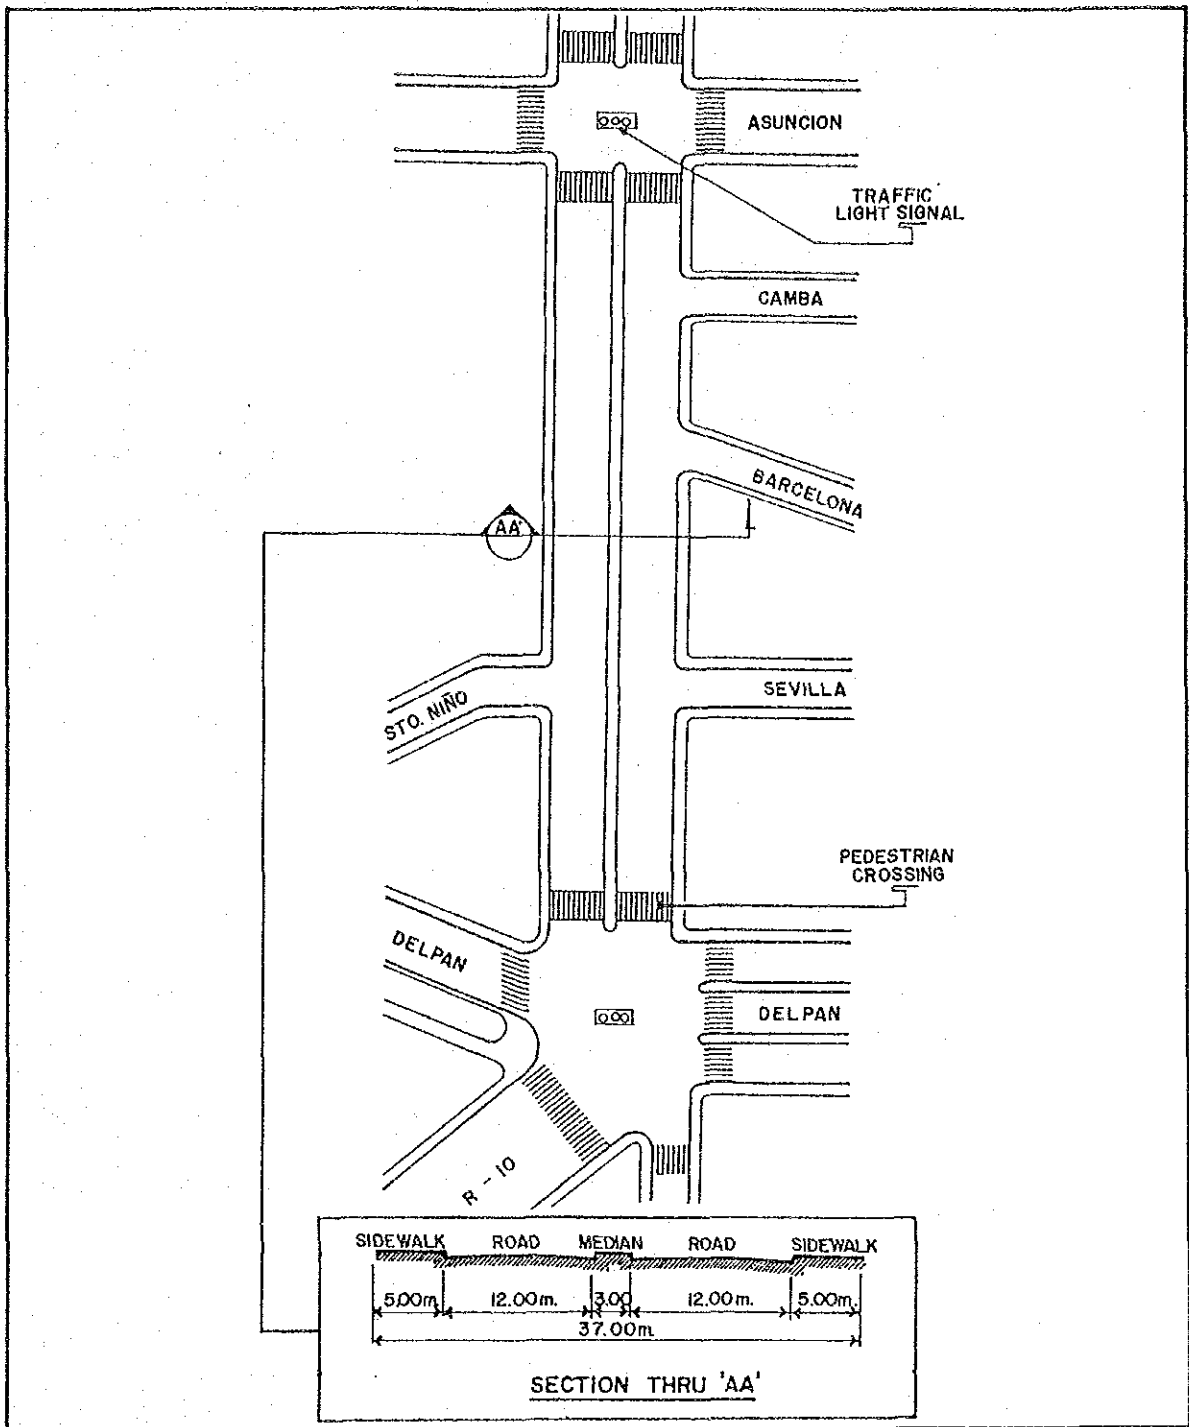 ASUNCION
TRAFFIC
LIGHT SIGNAL
CAMBA
BARCELONA
AA'
STO. NIÑO
SEVILLA
PEDESTRIAN
CROSSING
DELPAN
DELPAN
R - 10
SIDEWALK ROAD MEDIAN ROAD SIDEWALK
5.00m. 12.00m. 3.00 12.00m. 5.00m.
37.00m.
SECTION THRU 'AA'